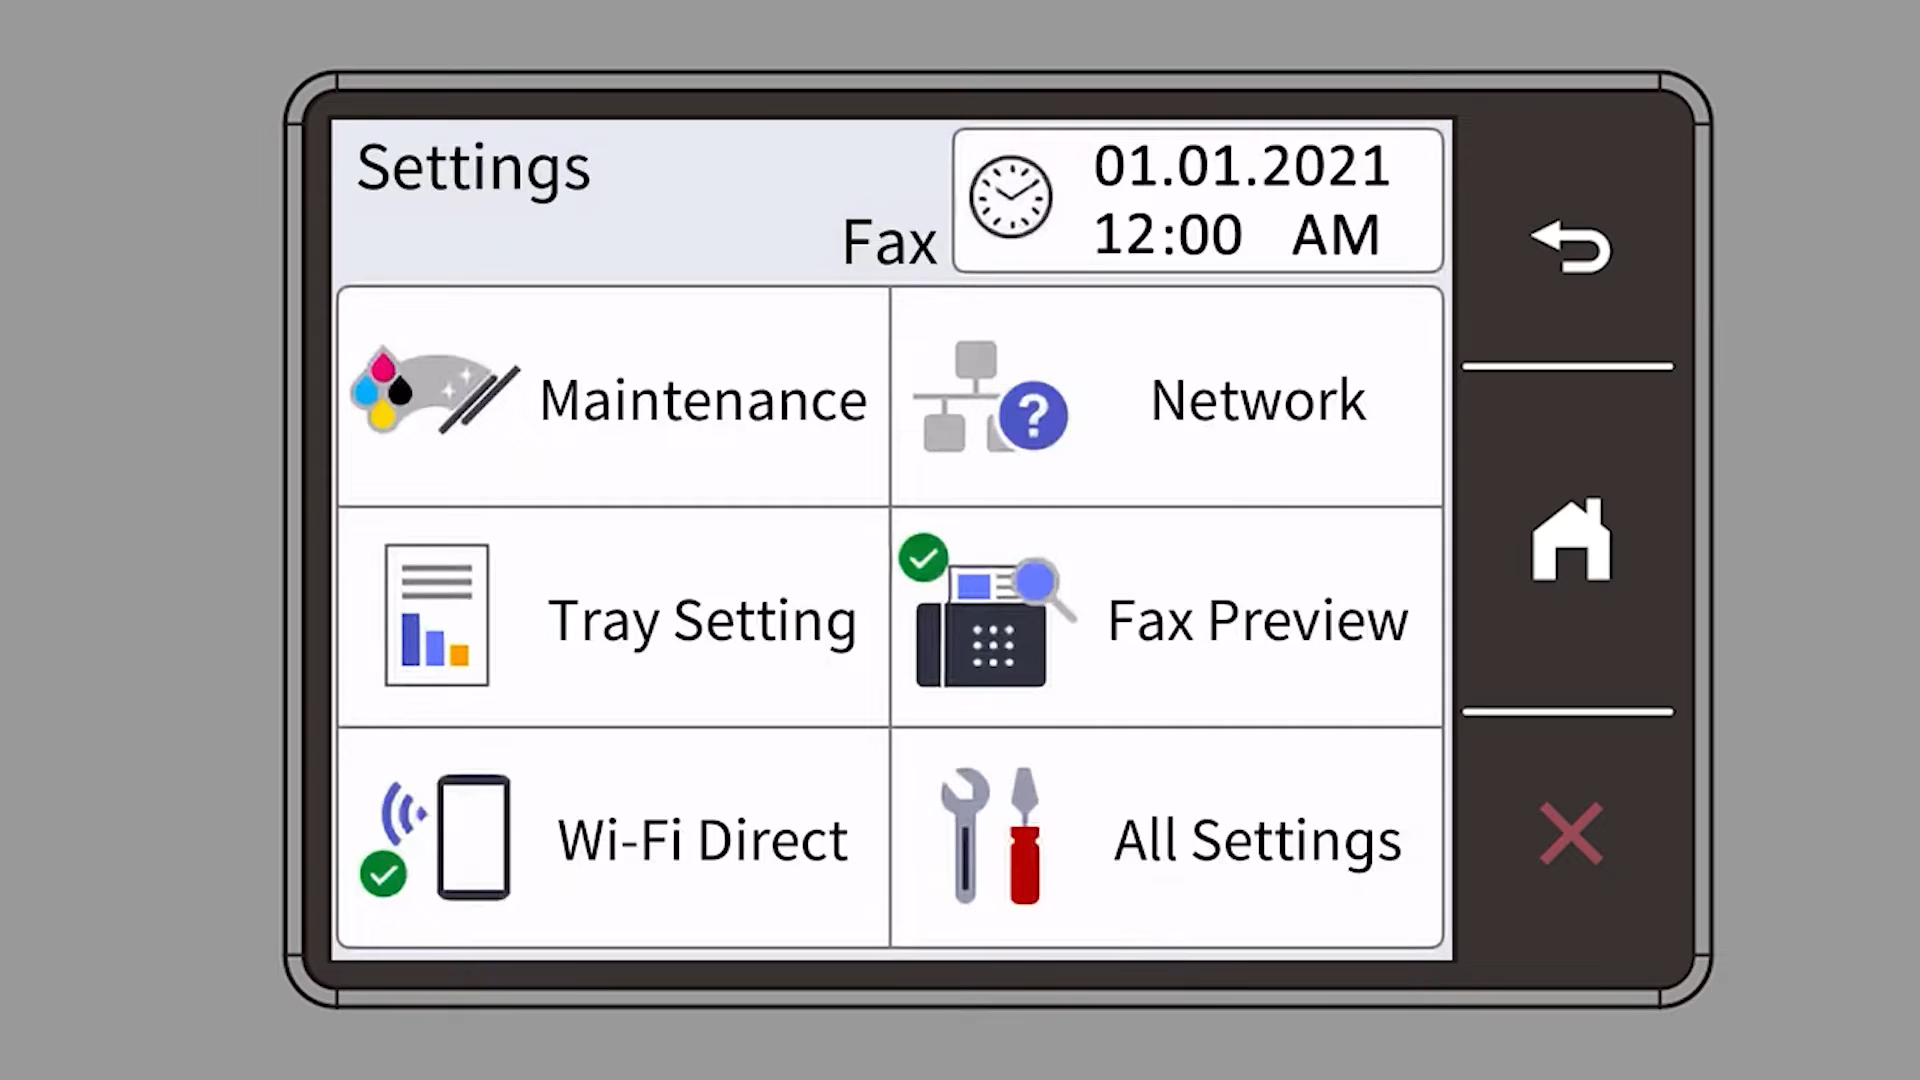 Settings
Fax
01.01.2021
12:00 AM
Maintenance
Network
?
Tray Setting
Fax Preview
Wi-Fi Direct
All Settings